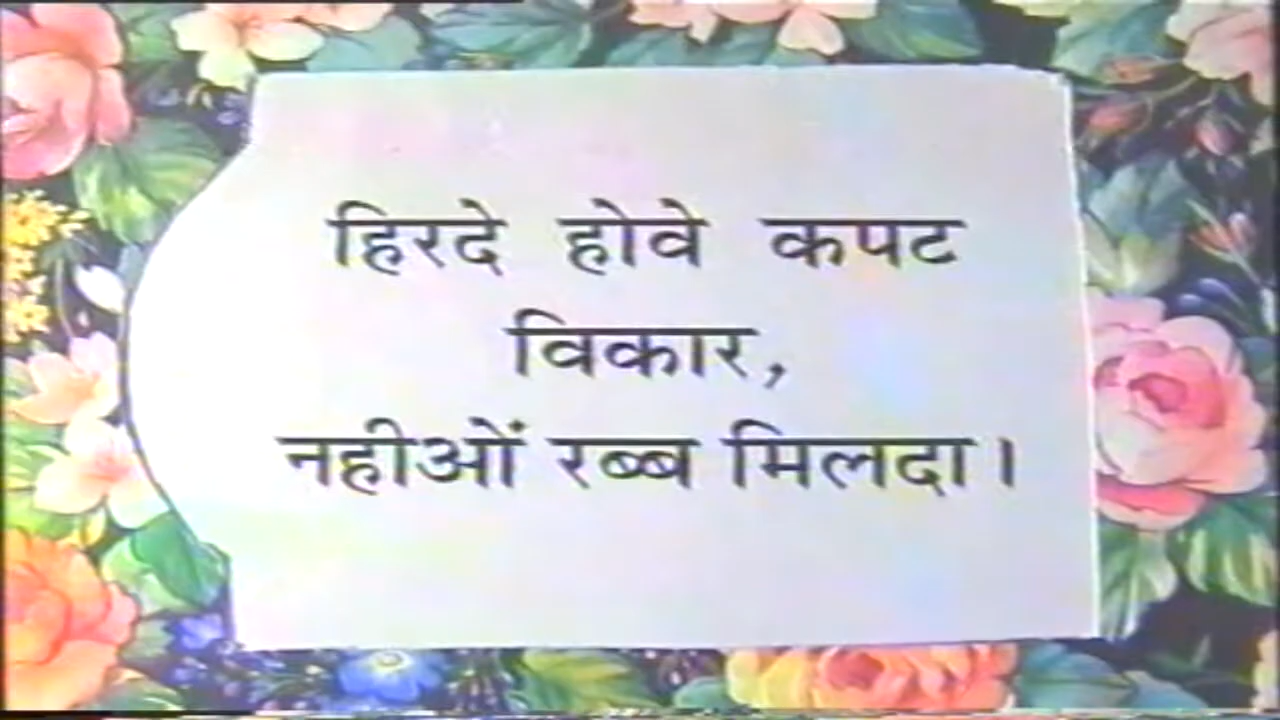 हिरदे होवे कपट
विकार,
नहीओं रब्ब मिलदा।